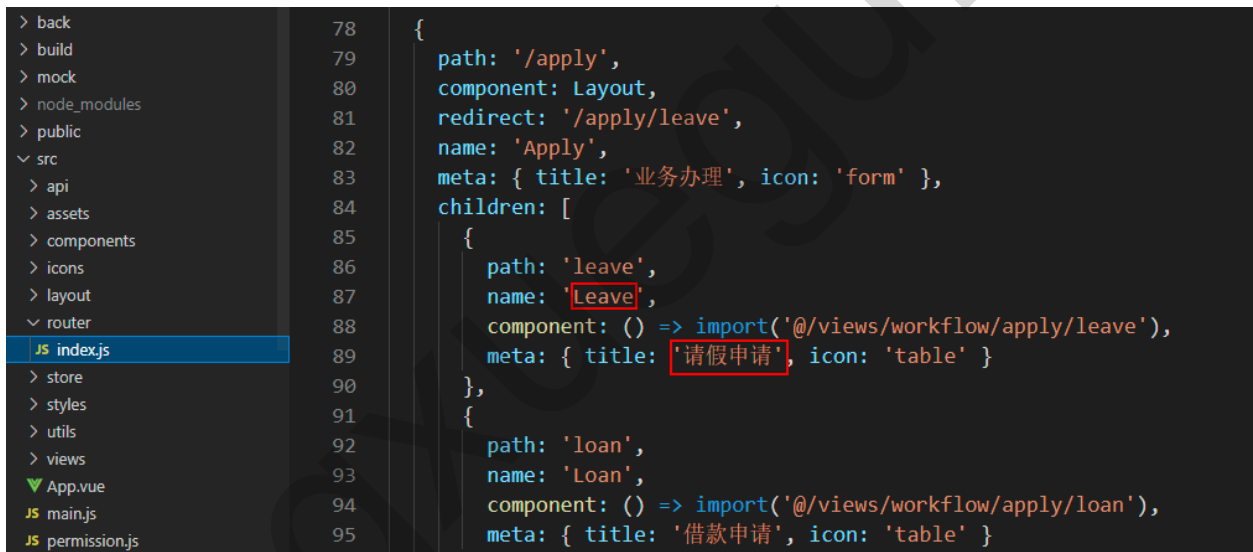 > back
> build
> mock
> node_modules
> public
∨ src
> api
> assets
> components
> icons
> layout
∨ router
JS index.js
> store
> styles
> utils
> views
App.vue
JS main.js
JS permission.js
78 {
79 path: '/apply',
80 component: Layout,
81 redirect: '/apply/leave',
82 name: 'Apply',
83 meta: { title: '业务办理', icon: 'form' },
84 children: [
85 {
86 path: 'leave',
87 name: 'Leave',
88 component: () => import('@/views/workflow/apply/leave'),
89 meta: { title: '请假申请', icon: 'table' }
90 },
91 {
92 path: 'loan',
93 name: 'Loan',
94 component: () => import('@/views/workflow/apply/loan'),
95 meta: { title: '借款申请', icon: 'table' }